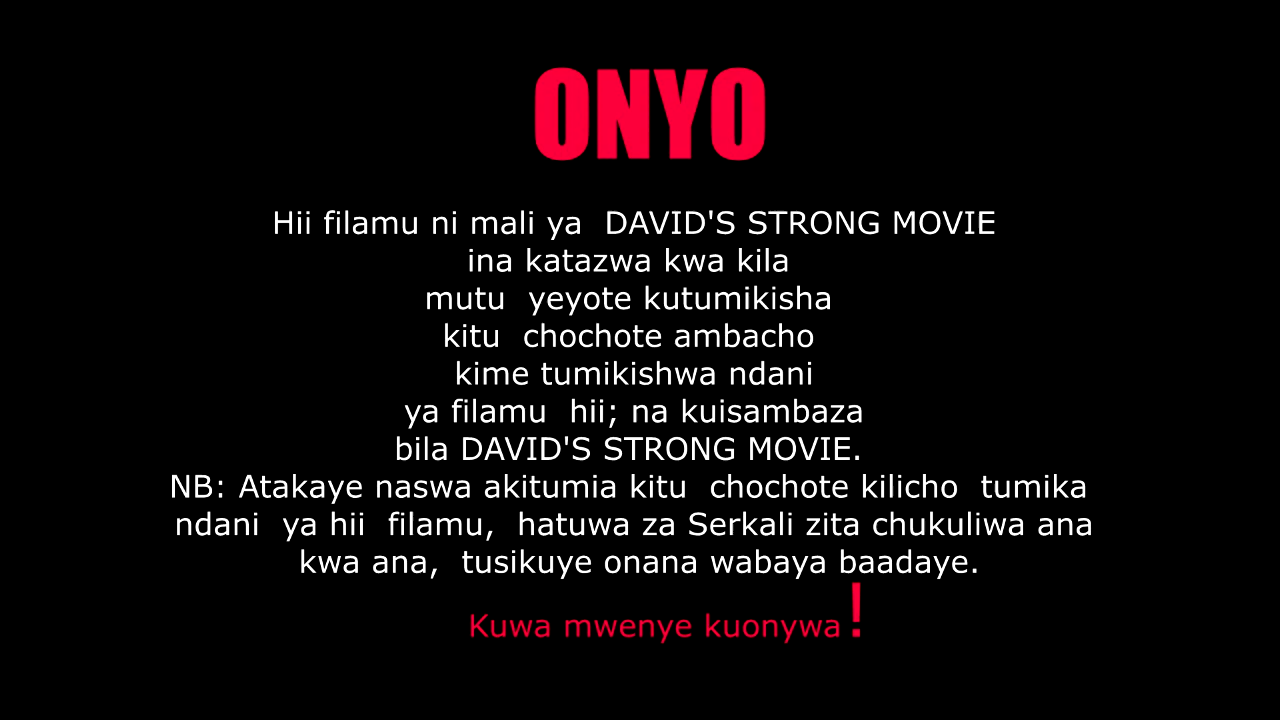 ONYO
Hii filamu ni mali ya DAVID'S STRONG MOVIE
ina katazwa kwa kila
mutu yeyote kutumikisha
kitu chochote ambacho
kime tumikishwa ndani
ya filamu hii; na kuisambaza
bila DAVID'S STRONG MOVIE.
NB: Atakaye naswa akitumia kitu chochote kilicho tumika
ndani ya hii filamu, hatuwa za Serkali zita chukuliwa ana
kwa ana, tusikuye onana wabaya baadaye.
Kuwa mwenye kuonywa!